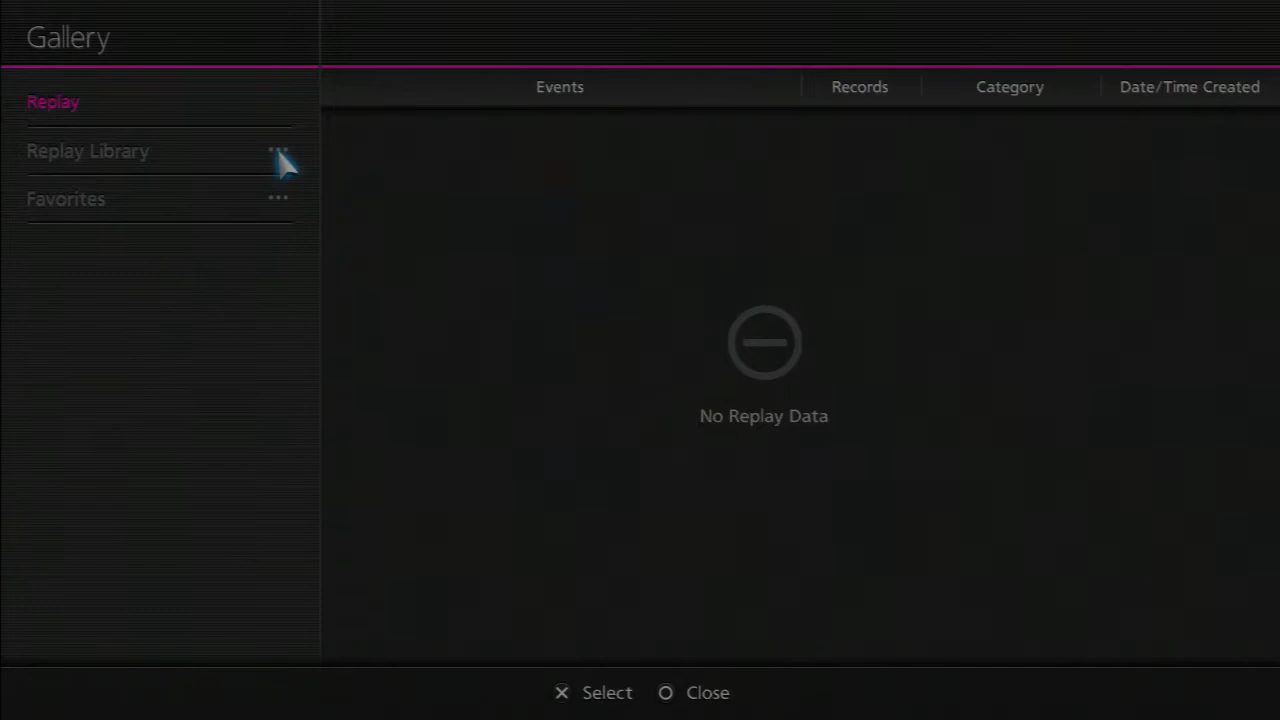 Gallery
Replay
Replay Library
Favorites
Events Records Category Date/Time Created
No Replay Data
Select Close